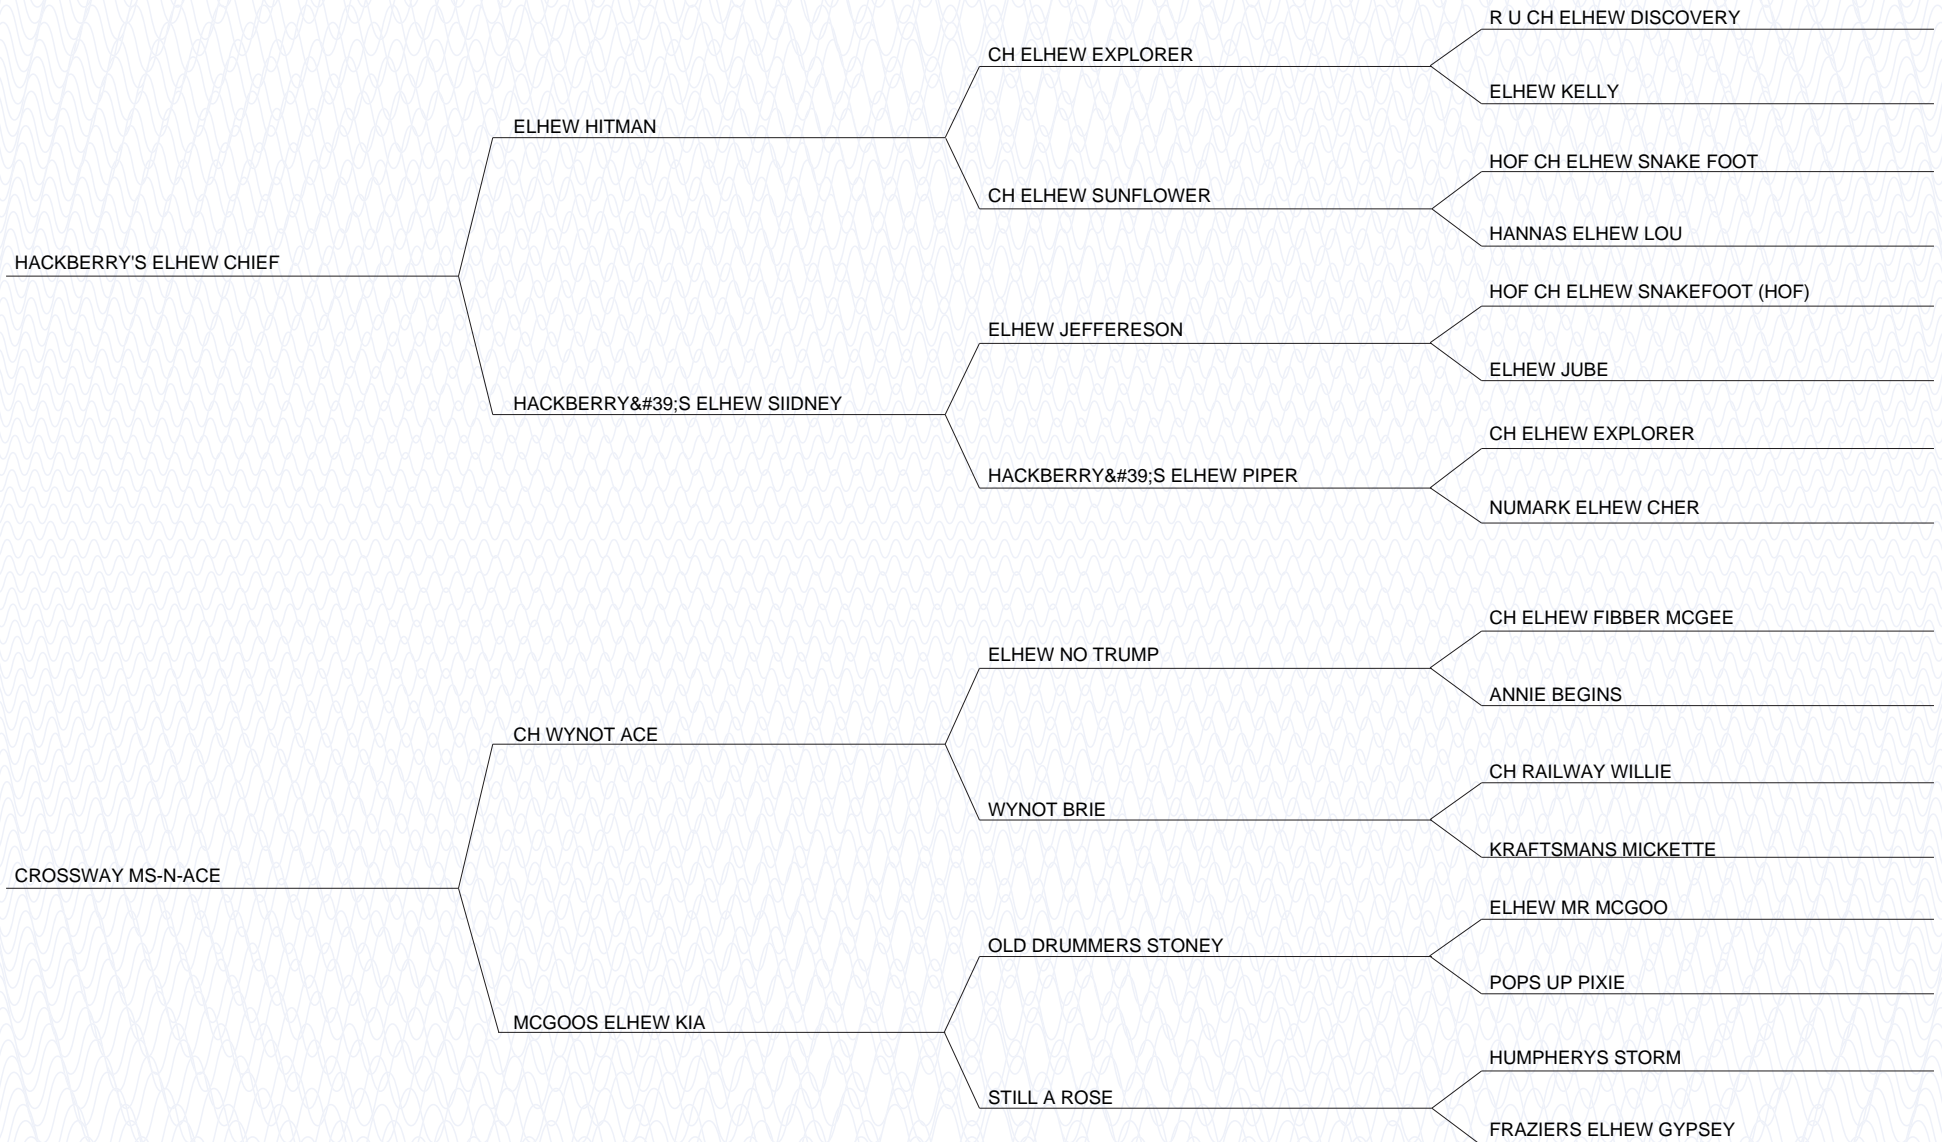 R U CH ELHEW DISCOVERY
CH ELHEW EXPLORER
ELHEW KELLY
ELHEW HITMAN
HOF CH ELHEW SNAKE FOOT
CH ELHEW SUNFLOWER
HANNAS ELHEW LOU
HACKBERRY'S ELHEW CHIEF
HOF CH ELHEW SNAKEFOOT (HOF)
ELHEW JEFFERESON
ELHEW JUBE
HACKBERRY&#39;S ELHEW SIIDNEY
CH ELHEW EXPLORER
HACKBERRY&#39;S ELHEW PIPER
NUMARK ELHEW CHER
CH ELHEW FIBBER MCGEE
ELHEW NO TRUMP
ANNIE BEGINS
CH WYNOT ACE
CH RAILWAY WILLIE
WYNOT BRIE
KRAFTSMANS MICKETTE
CROSSWAY MS-N-ACE
ELHEW MR MCGOO
OLD DRUMMERS STONEY
POPS UP PIXIE
MCGOOS ELHEW KIA
HUMPHERYS STORM
STILL A ROSE
FRAZIERS ELHEW GYPSEY